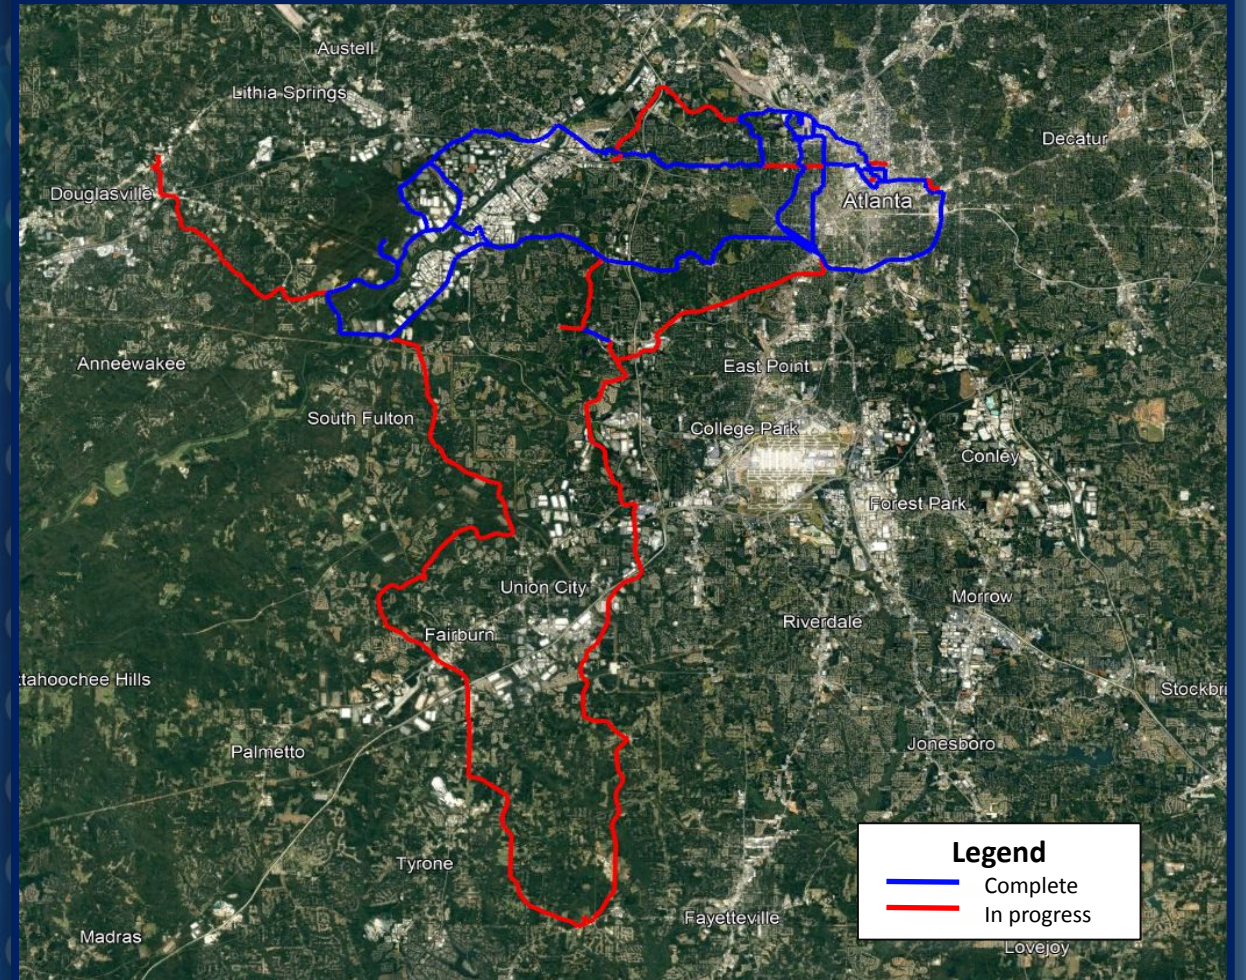 Austell
Lithia Springs
Decatur
Douglasville
Atlanta
Anneewakee
East Point
South Fulton
College Park
Conley
Forest Park
Union City
Morrow
Riverdale
Fairburn
ttahoochee Hills
Stockbri
Jonesboro
Palmetto
Legend
Complete
In progress
Tyrone
Fayetteville
Madras
Lovejoy